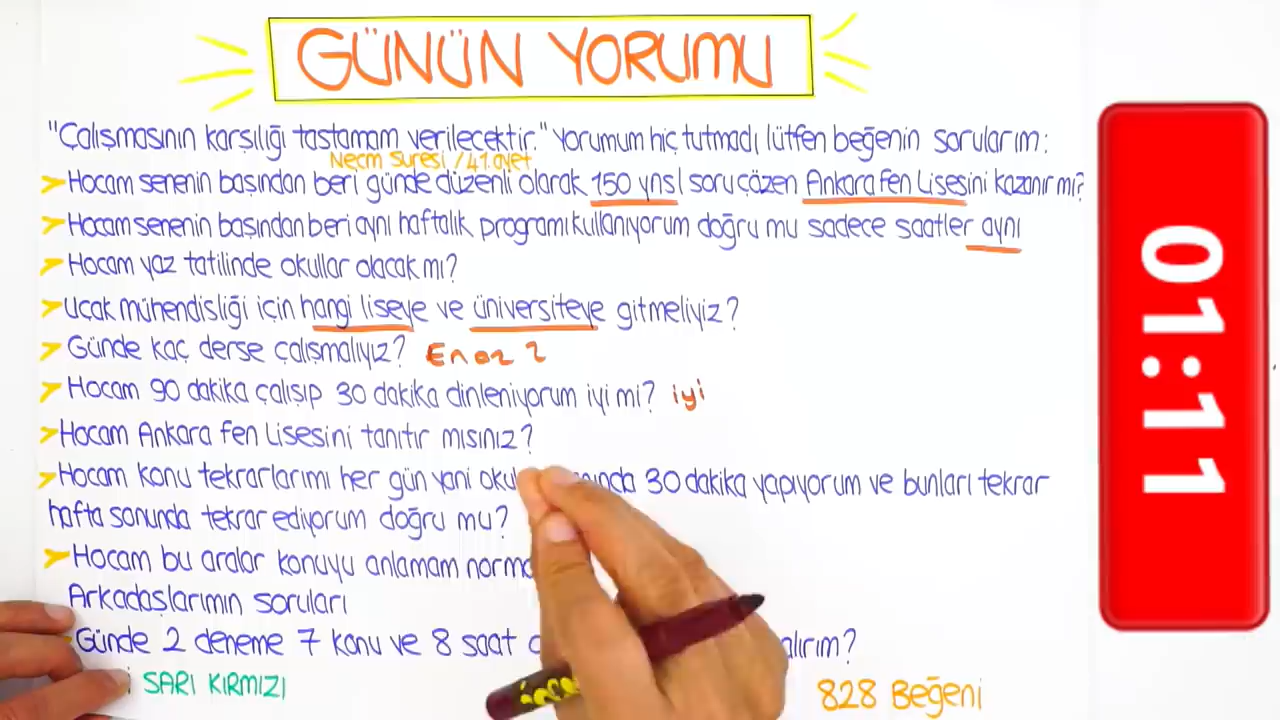 GÜNÜN YORUMU
"Çalışmasının karşılığı tastamam verilecektir." Yorumum hiç tutmadı lütfen beğenin sorularım:
Necm Suresi / 41. ayet
Hocam senenin başından beri günde düzenli olarak 150 ynsl soru çözen Ankara fen Lisesini kazanır mı?
Hocam senenin başından beri aynı haftalık programı kullanıyorum doğru mu sadece saatler aynı
Hocam yaz tatilinde okullar olacak mı?
Uçak mühendisliği için hangi liseye ve üniversiteye gitmeliyiz?
Günde kaç derse çalışmalıyız? En az 2
Hocam 90 dakika çalışıp 30 dakika dinleniyorum iyi mi? iyi
Hocam Ankara fen Lisesini tanıtır mısınız?
Hocam konu tekrarlarımı her gün yani 30 dakika yapıyorum ve bunları tekrar
hafta sonunda tekrar ediyorum doğru mu?
Hocam bu aralar konuyu anlamam
Arkadaşlarımın soruları
Günde 2 deneme 7 konu ve 8 saat
SARI KIRMIZI
828 Beğeni
01:11